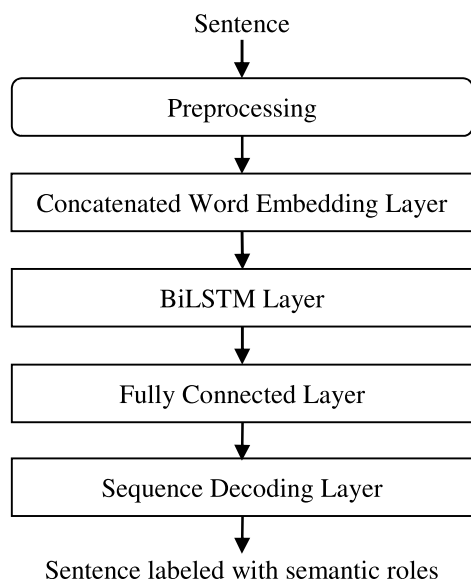 Sentence
Preprocessing
Concatenated Word Embedding Layer
BiLSTM Layer
Fully Connected Layer
Sequence Decoding Layer
Sentence labeled with semantic roles